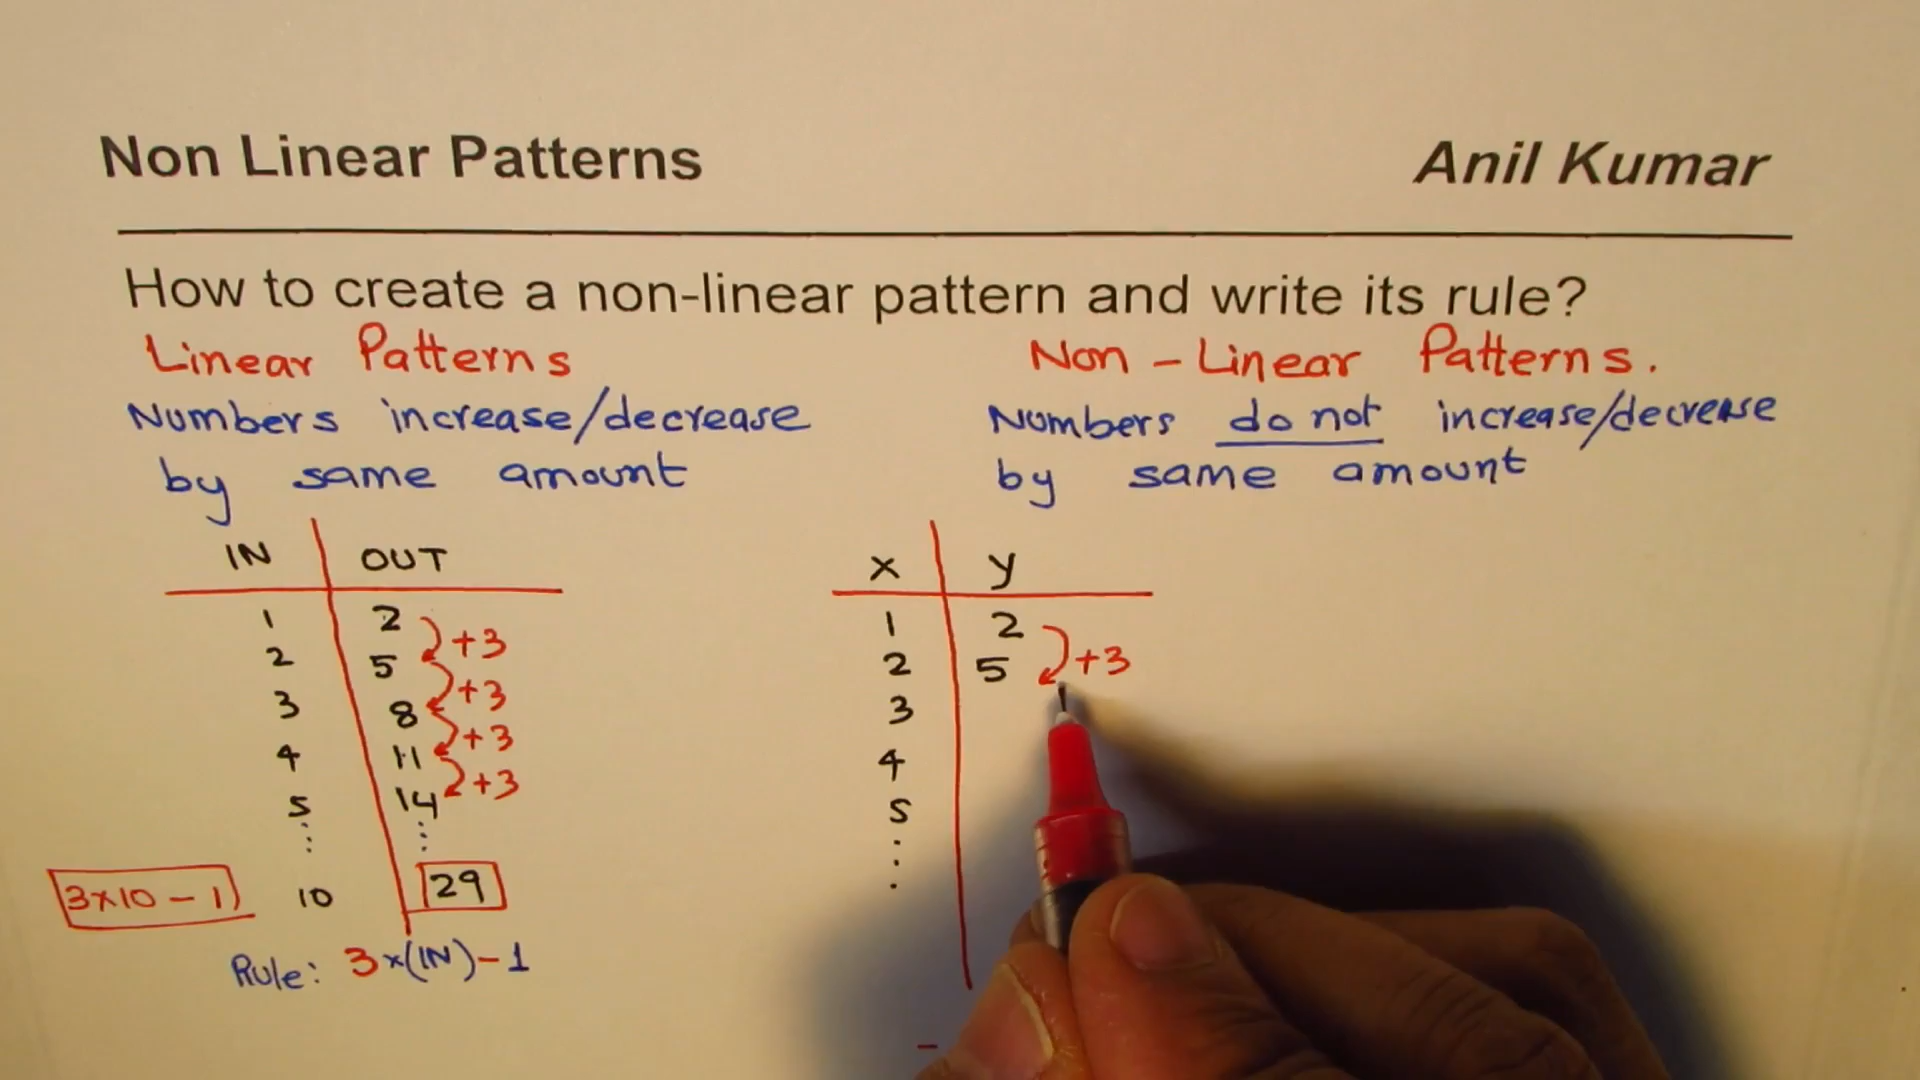 Non Linear Patterns Anil Kumar
How to create a non-linear pattern and write its rule?
Linear Patterns
Numbers increase/decrease
by same amount
IN OUT
1 2
+3
2 5
+3
3 8
+3
4 11
+3
5 14
⋮ ⋮
3x10 - 1 10 29
Rule: 3x(IN)-1
Non-Linear Patterns.
Numbers do not increase/decrease
by same amount
x y
1 2
+3
2 5
3
4
5
⋮